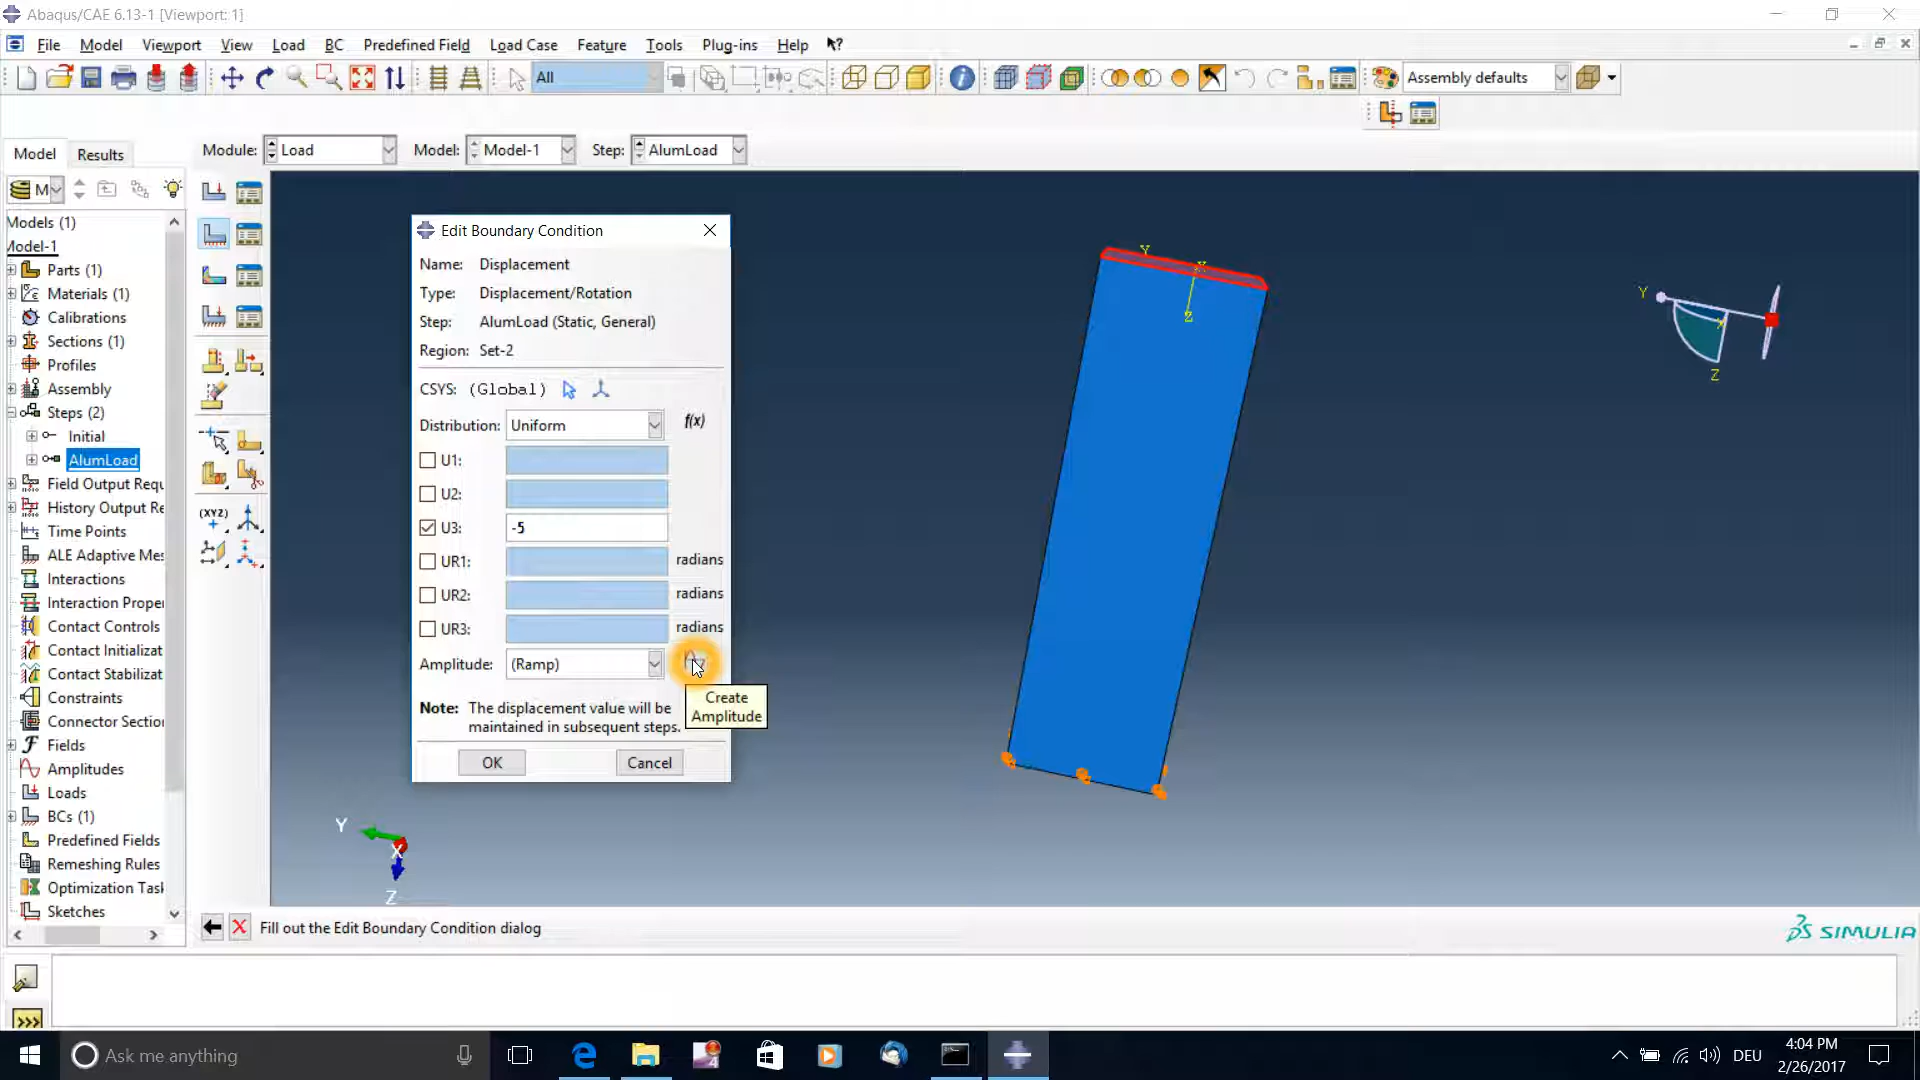 Abaqus/CAE 6.13-1 [Viewport: 1]
File Model Viewport View Load BC Predefined Field Load Case Feature Tools Plug-ins Help
All
Assembly defaults
Model Results
Module: Load Model: Model-1 Step: AlumLoad
M
Models (1)
Model-1
Parts (1)
Materials (1)
Calibrations
Sections (1)
Profiles
Assembly
Steps (2)
Initial
AlumLoad
Field Output Requ
History Output Re
Time Points
ALE Adaptive Mes
Interactions
Interaction Proper
Contact Controls
Contact Initializat
Contact Stabilizat
Constraints
Connector Section
Fields
Amplitudes
Loads
BCs (1)
Predefined Fields
Remeshing Rules
Optimization Task
Sketches
(XYZ)
Edit Boundary Condition
Name: Displacement
Type: Displacement/Rotation
Step: AlumLoad (Static, General)
Region: Set-2
CSYS: (Global)
Distribution: Uniform f(x)
U1:
U2:
U3: -5
UR1: radians
UR2: radians
UR3: radians
Amplitude: (Ramp)
Create
Amplitude
Note: The displacement value will be
maintained in subsequent steps.
OK Cancel
Y
X
Z
Y
X
Z
Y
X
Z
Fill out the Edit Boundary Condition dialog
SIMULIA
>>>
Ask me anything
DEU
4:04 PM
2/26/2017